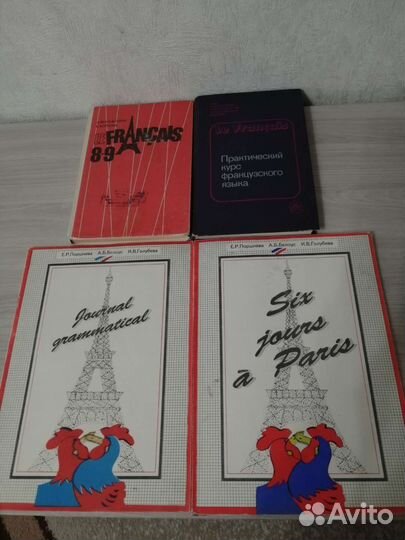 FRANÇAIS
8-9
le français
Практический
курс
французского
языка
Е.Р.Поршнева А.Б.Белоус И.В.Голубева
Journal
grammatical
Е.Р.Поршнева А.Б.Белоус И.В.Голубева
Six
jours
à Paris
Avito